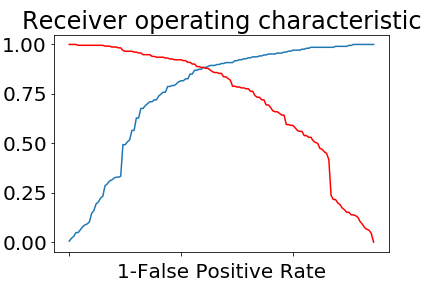 Receiver operating characteristic
1.00
0.75
0.50
0.25
0.00
1-False Positive Rate